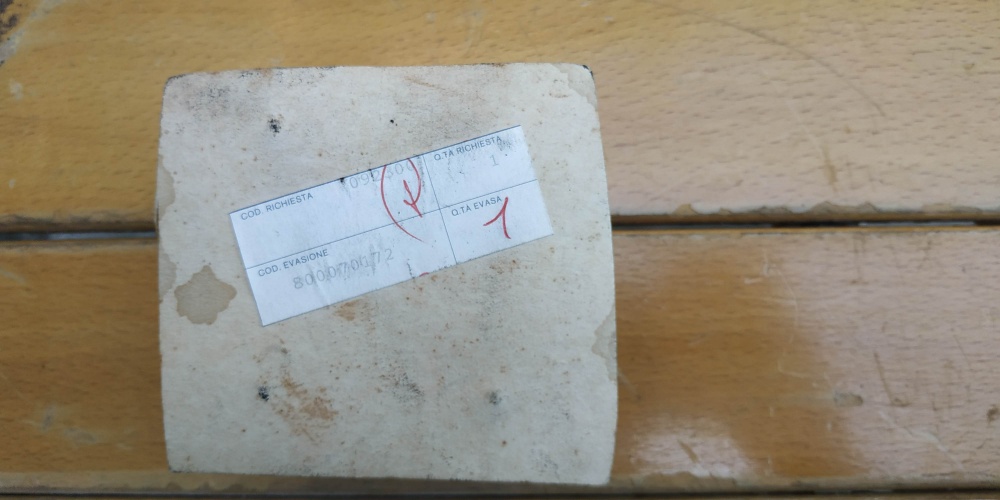 COD. RICHIESTA
Q.TA RICHIESTA
1
COD. EVASIONE
Q.TA EVASA
1